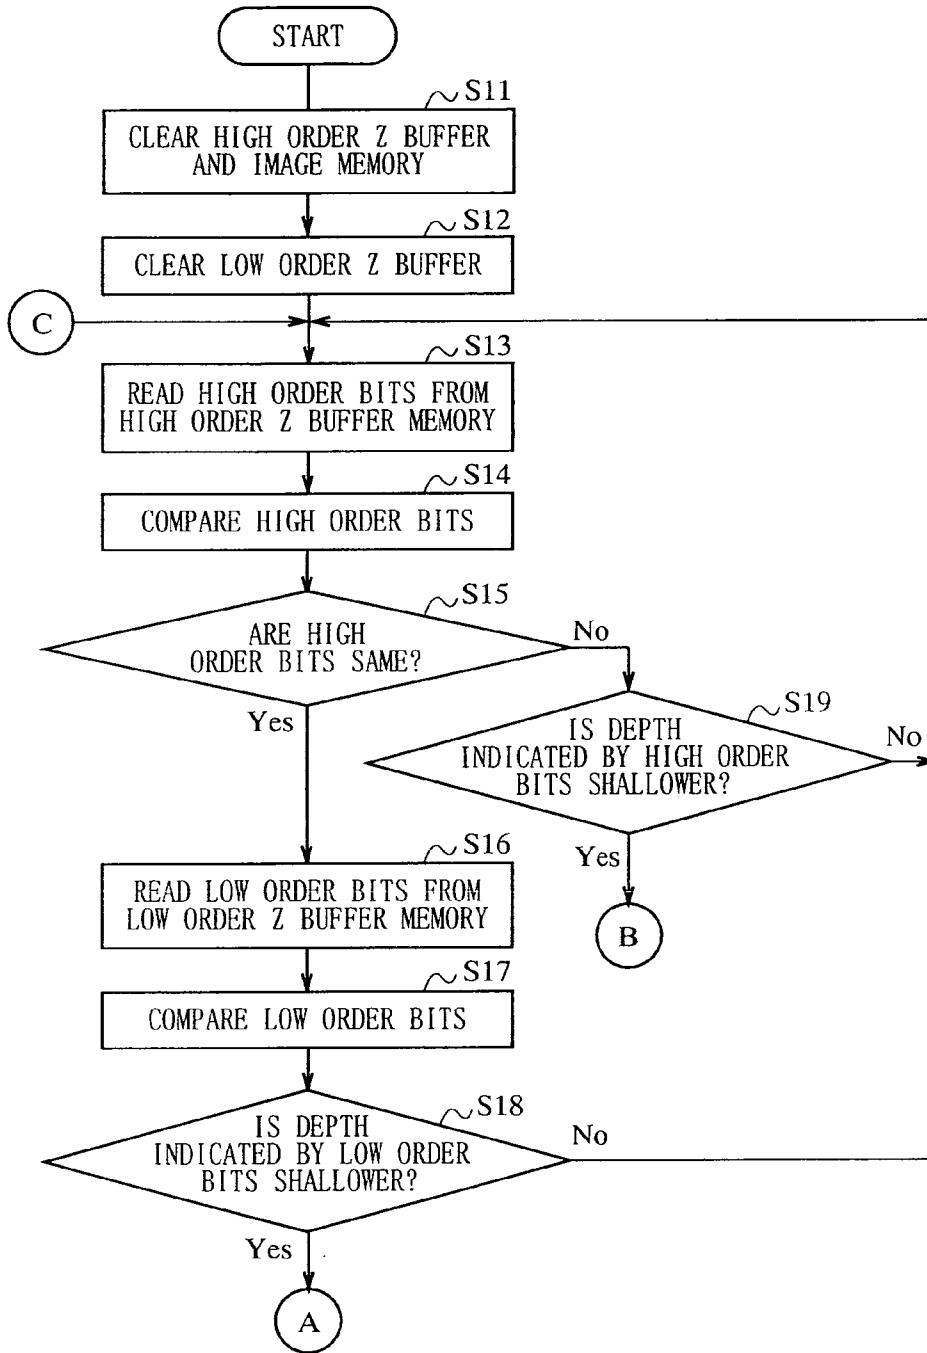 START
S11
CLEAR HIGH ORDER Z BUFFER
AND IMAGE MEMORY
S12
CLEAR LOW ORDER Z BUFFER
C
S13
READ HIGH ORDER BITS FROM
HIGH ORDER Z BUFFER MEMORY
S14
COMPARE HIGH ORDER BITS
S15
ARE HIGH
ORDER BITS SAME?
No
Yes
S19
IS DEPTH
INDICATED BY HIGH ORDER
BITS SHALLOWER?
No
Yes
B
S16
READ LOW ORDER BITS FROM
LOW ORDER Z BUFFER MEMORY
S17
COMPARE LOW ORDER BITS
S18
IS DEPTH
INDICATED BY LOW ORDER
BITS SHALLOWER?
No
Yes
A